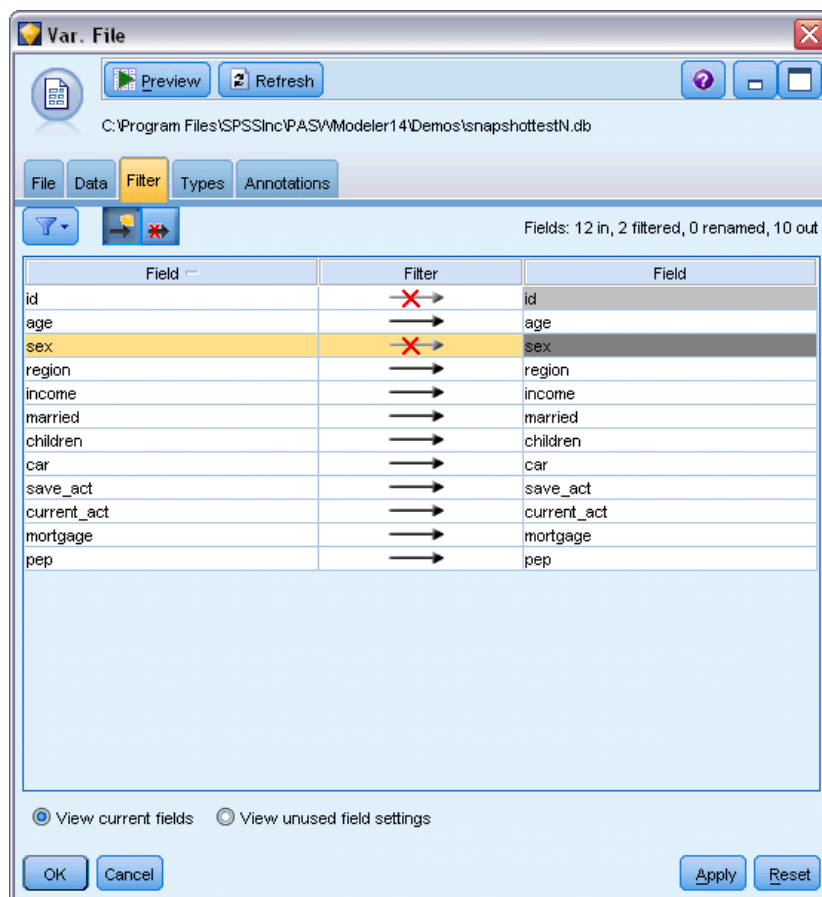 Var. File
Preview Refresh
C:\Program Files\SPSSInc\PASWModeler14\Demos\snapshottestN.db
File Data Filter Types Annotations
Fields: 12 in, 2 filtered, 0 renamed, 10 out
Field Filter Field
id id
age age
sex sex
region region
income income
married married
children children
car car
save_act save_act
current_act current_act
mortgage mortgage
pep pep
View current fields View unused field settings
OK Cancel Apply Reset